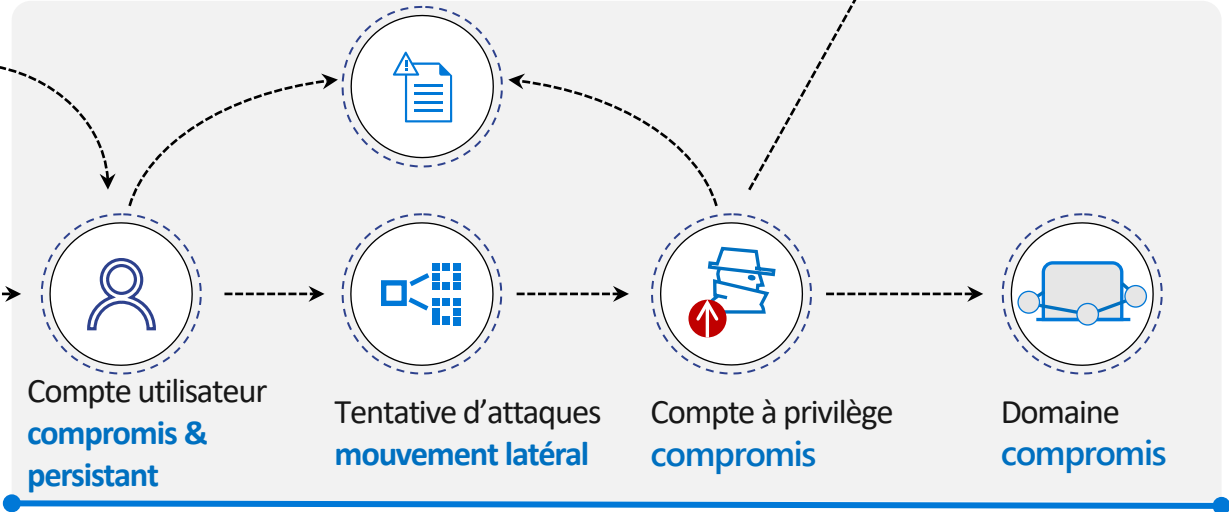 Compte utilisateur
compromis &
persistant
Tentative d’attaques
mouvement latéral
Compte à privilège
compromis
Domaine
compromis